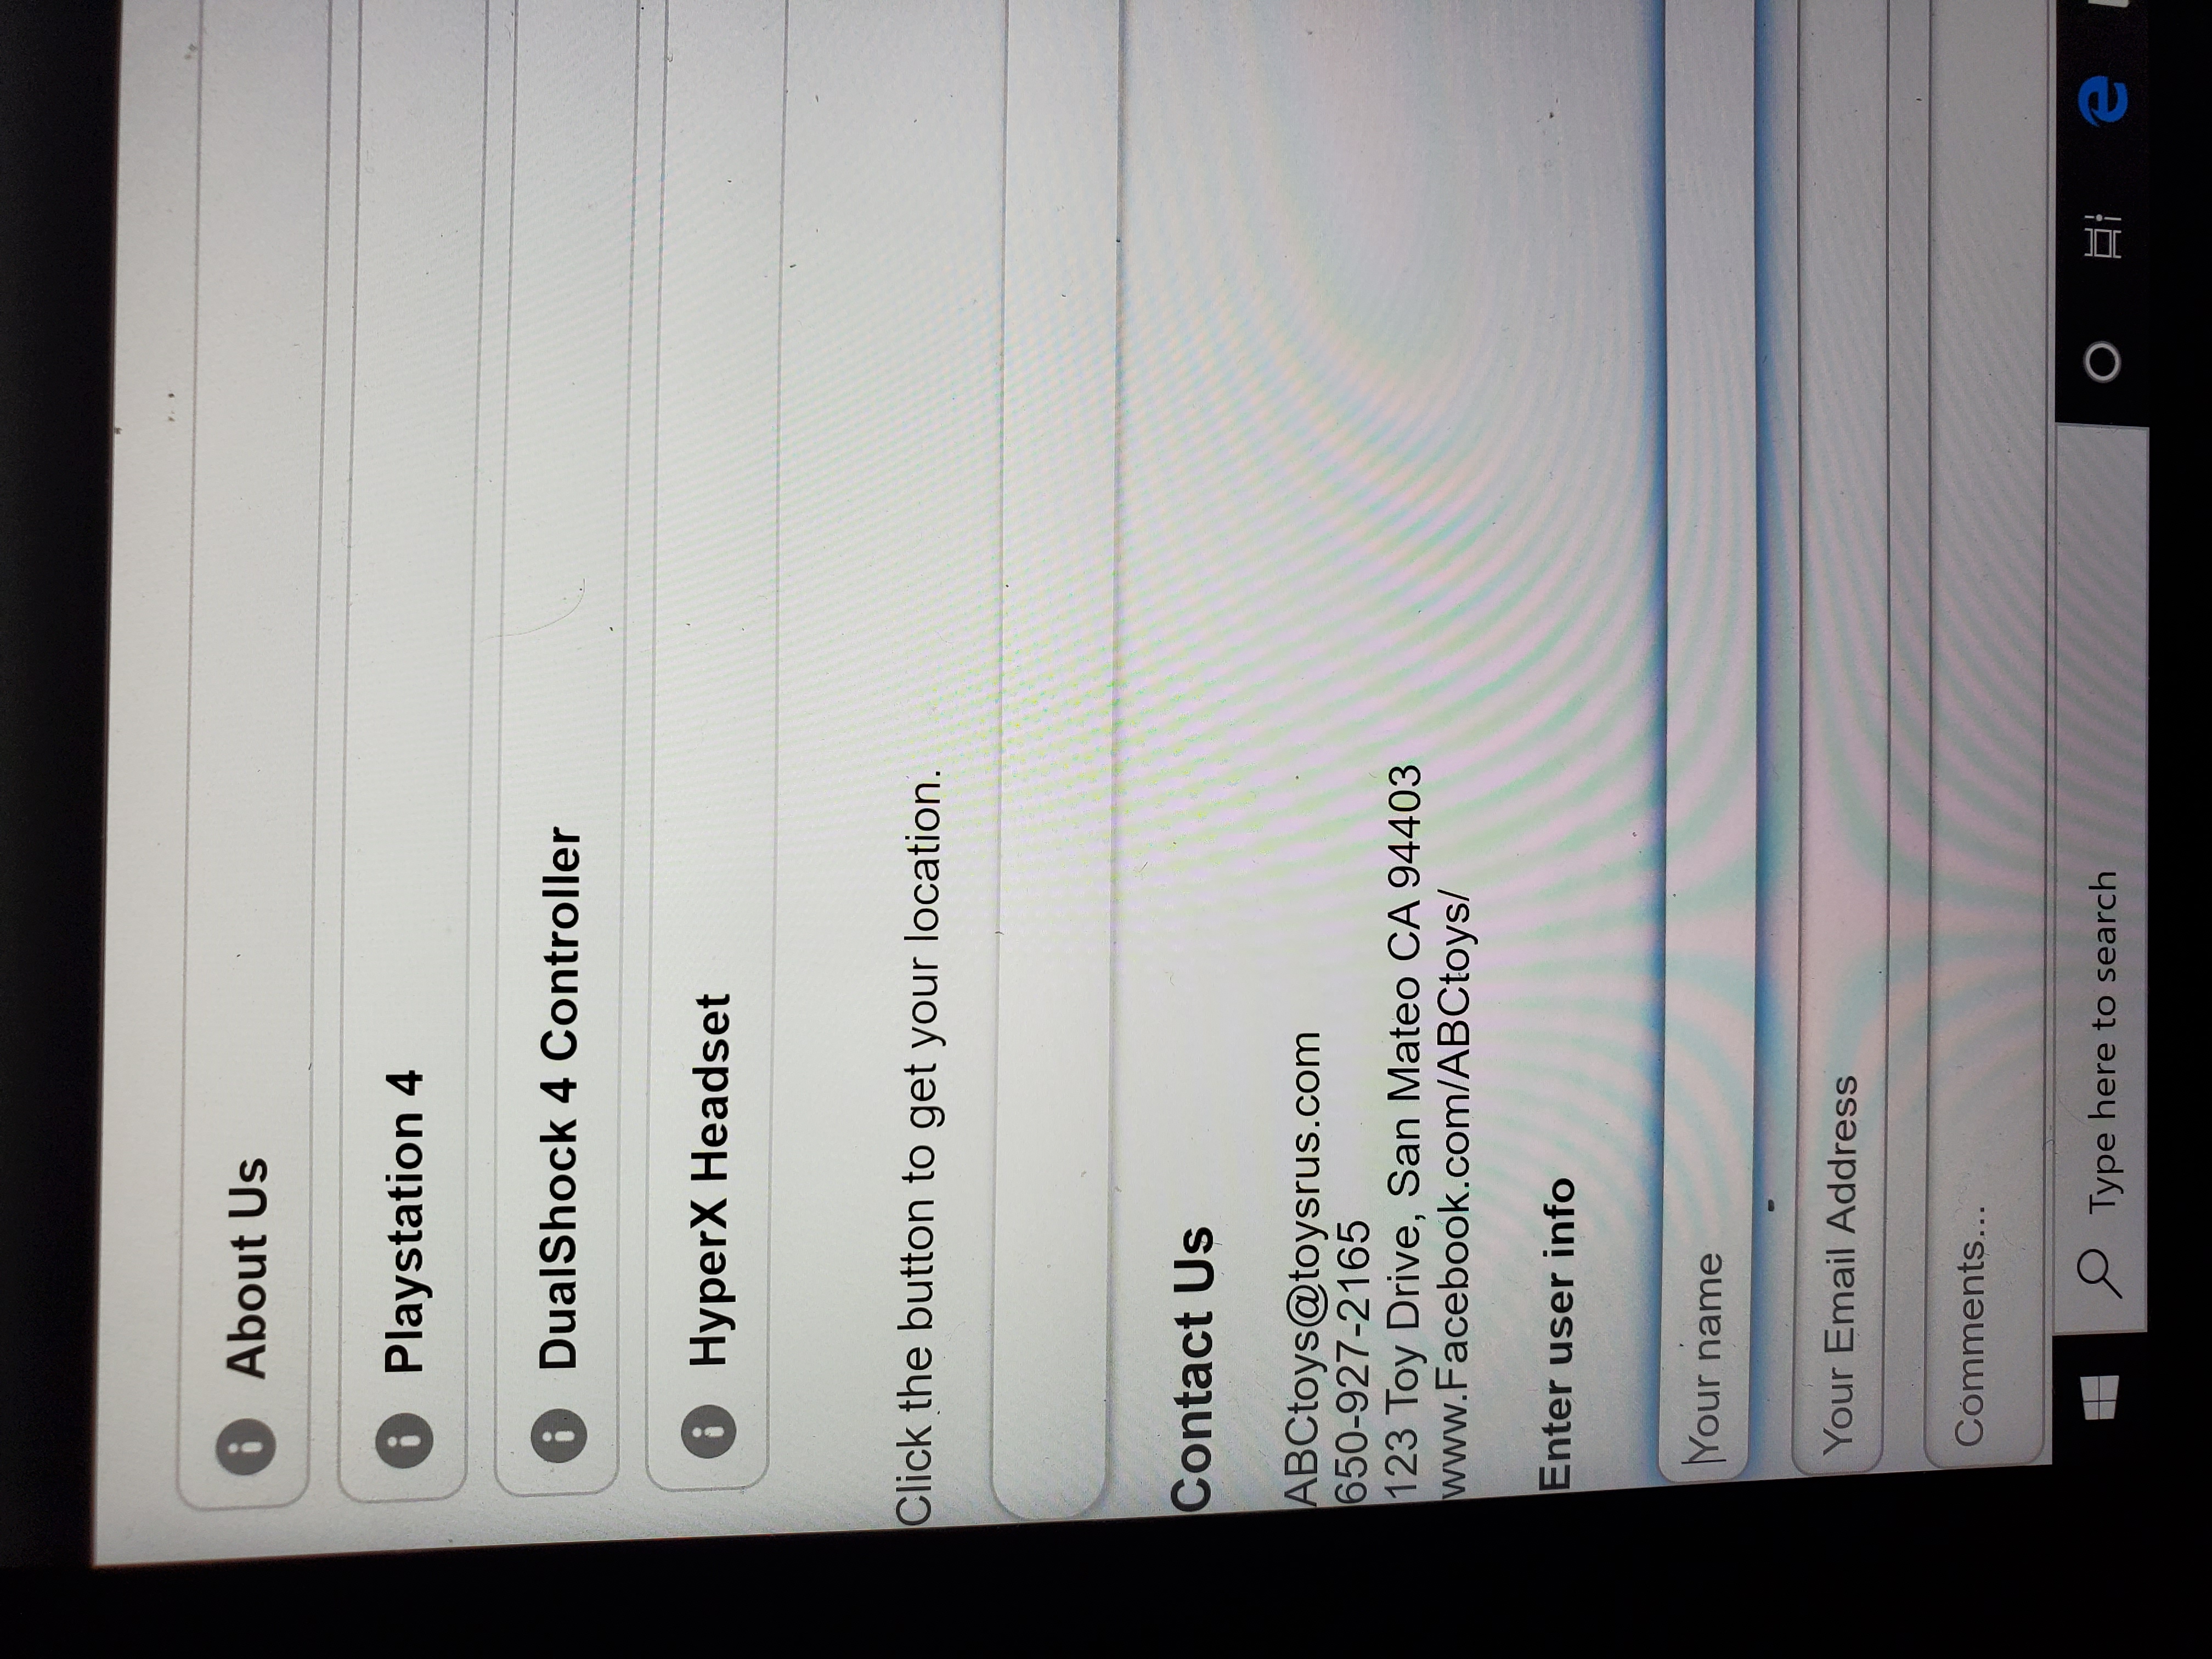 About Us
Playstation 4
DualShock 4 Controller
HyperX Headset
Click the button to get your location.
Contact Us
ABCtoys@toysrus.com
650-927-2165
123 Toy Drive, San Mateo CA 94403
www.Facebook.com/ABCtoys/
Enter user info
Your name
Your Email Address
Comments...
Type here to search